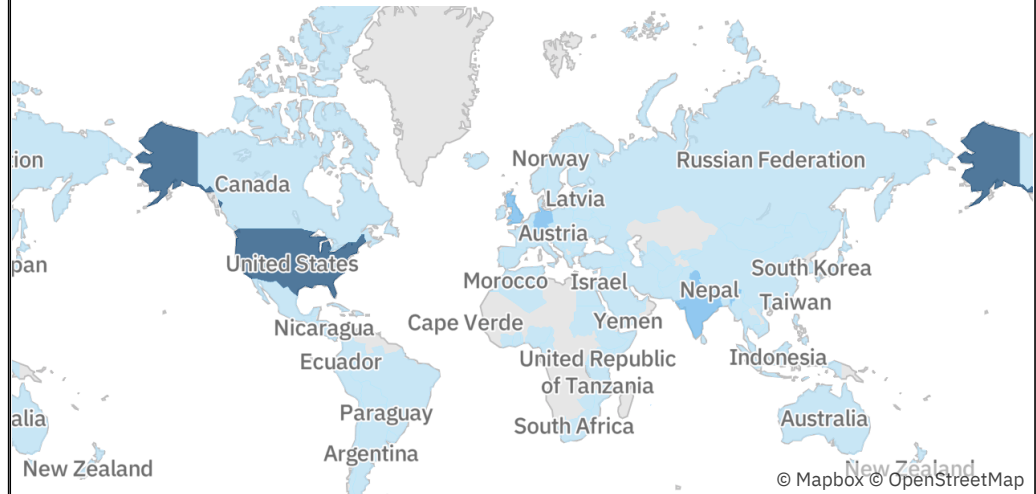 Norway
Russian Federation
tion
Canada
Latvia
Austria
pan
United States
South Korea
Morocco
Israel
Nepal
Taiwan
Nicaragua
Cape Verde
Yemen
Ecuador
United Republic
of Tanzania
Indonesia
Paraguay
alia
South Africa
Australia
Argentina
New Zealand
New Zealand
© Mapbox © OpenStreetMap